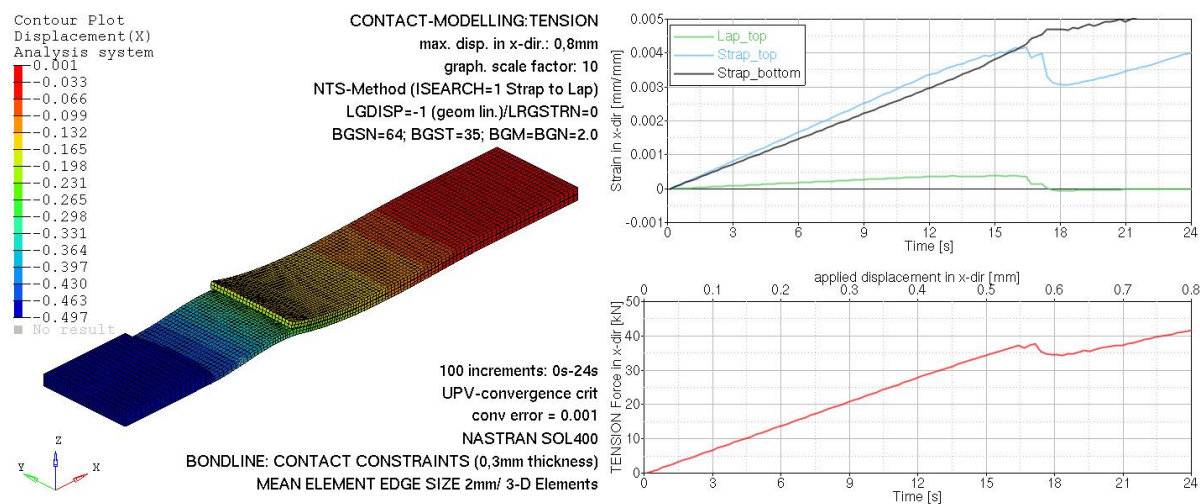 Contour Plot
Displacement(X)
Analysis system
0.001
-0.033
-0.066
-0.099
-0.132
-0.165
-0.198
-0.231
-0.265
-0.298
-0.331
-0.364
-0.397
-0.430
-0.463
-0.497
No result
CONTACT-MODELLING:TENSION
max. disp. in x-dir.: 0,8mm
graph. scale factor: 10
NTS-Method (ISEARCH=1 Strap to Lap)
LGDISP=-1 (geom lin.)/LRGSTRN=0
BGSN=64; BGST=35; BGM=BGN=2.0
100 increments: 0s-24s
UPV-convergence crit
conv error = 0.001
NASTRAN SOL400
BONDLINE: CONTACT CONSTRAINTS (0,3mm thickness)
MEAN ELEMENT EDGE SIZE 2mm/ 3-D Elements
Z
Y
X
Lap_top
Strap_top
Strap_bottom
Strain in x-dir [mm/mm]
0.005
0.004
0.003
0.002
0.001
0
-0.001
0 3 6 9 12 15 18 21 24
Time [s]
applied displacement in x-dir [mm]
0 0.1 0.2 0.3 0.4 0.5 0.6 0.7 0.8
TENSION Force in x-dir [kN]
50
40
30
20
10
0
0 3 6 9 12 15 18 21 24
Time [s]